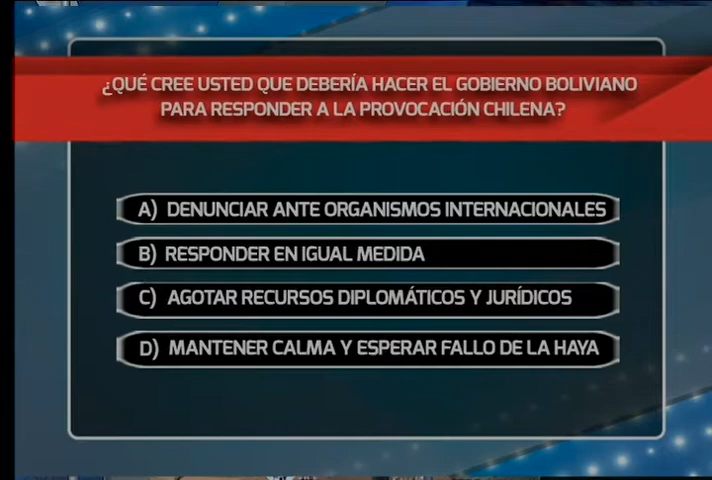 ¿QUÉ CREE USTED QUE DEBERÍA HACER EL GOBIERNO BOLIVIANO
PARA RESPONDER A LA PROVOCACIÓN CHILENA?
A) DENUNCIAR ANTE ORGANISMOS INTERNACIONALES
B) RESPONDER EN IGUAL MEDIDA
C) AGOTAR RECURSOS DIPLOMÁTICOS Y JURÍDICOS
D) MANTENER CALMA Y ESPERAR FALLO DE LA HAYA